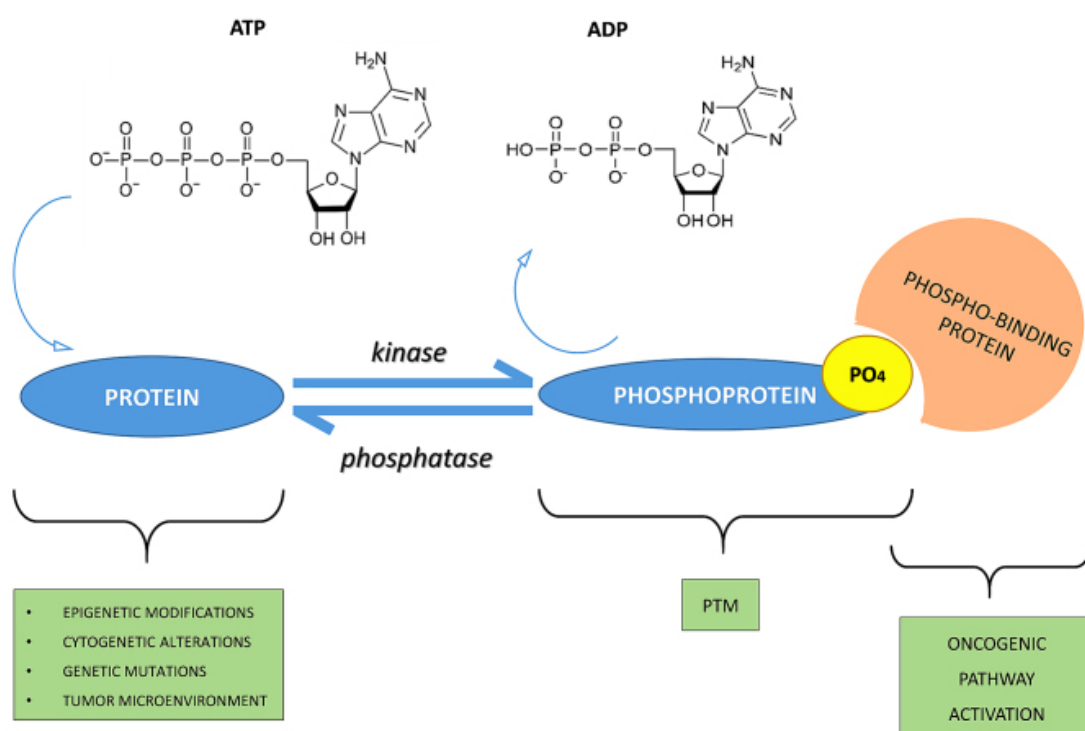 ATP
ADP
NH₂
N
N
N
N
O
O
O
O⁻
P
O
P
O
P
O
O⁻
O⁻
O⁻
O
OH
OH
H₂N
N
N
N
N
O
O
HO
P
O
P
O
O⁻
O⁻
O
OH
OH
PHOSPHO-BINDING
PROTEIN
kinase
PROTEIN
PHOSPHOPROTEIN
PO4
phosphatase
• EPIGENETIC MODIFICATIONS
• CYTOGENETIC ALTERATIONS
• GENETIC MUTATIONS
• TUMOR MICROENVIRONMENT
PTM
ONCOGENIC
PATHWAY
ACTIVATION